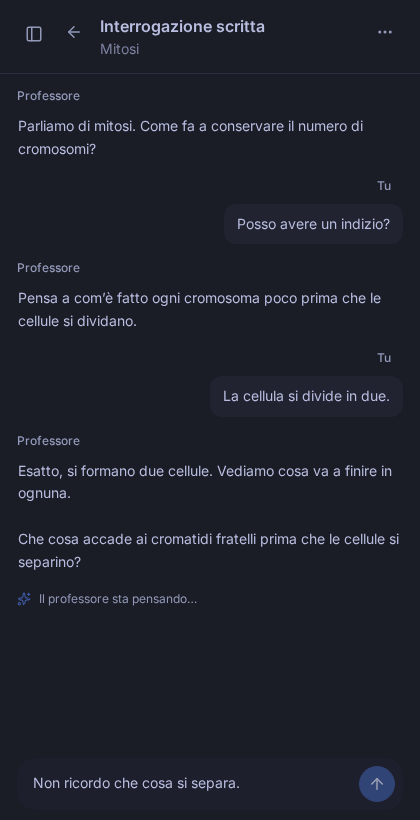 Interrogazione scritta
Mitosi
Professore
Parliamo di mitosi. Come fa a conservare il numero di
cromosomi?
Tu
Posso avere un indizio?
Professore
Pensa a com’è fatto ogni cromosoma poco prima che le
cellule si dividano.
Tu
La cellula si divide in due.
Professore
Esatto, si formano due cellule. Vediamo cosa va a finire in
ognuna.
Che cosa accade ai cromatidi fratelli prima che le cellule si
separino?
Il professore sta pensando...
Non ricordo che cosa si separa.